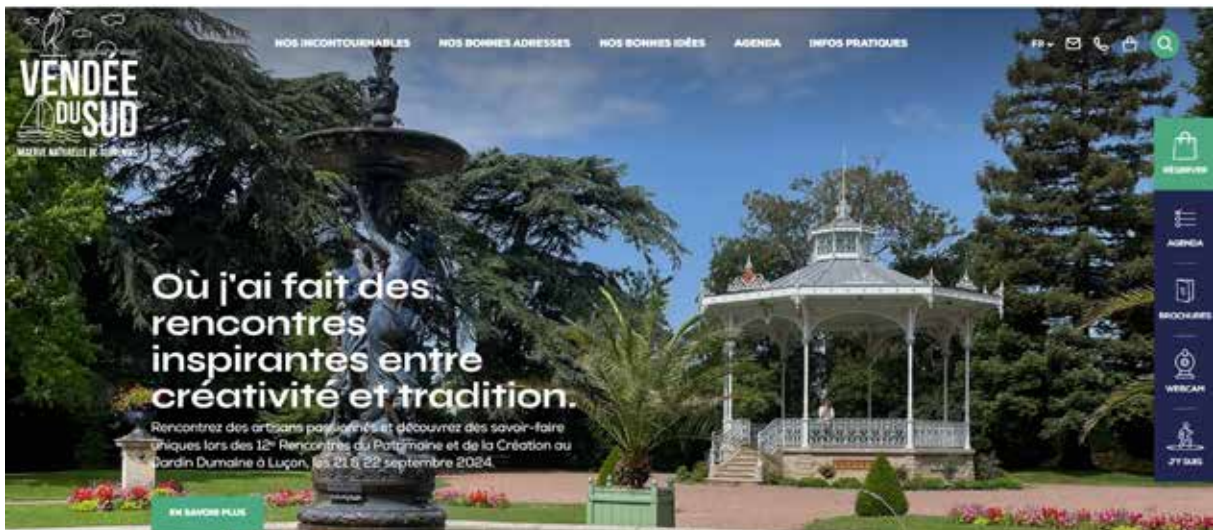 VENDÉE
DU SUD
RÉSERVE NATURELLE DE
NOS INCONTOURNABLES
NOS BONNES ADRESSES
NOS BONNES IDÉES
AGENDA
INFOS PRATIQUES
FR
RÉSERVER
AGENDA
BROCHURES
WEBCAM
J'Y SUIS
Où j'ai fait des
rencontres
inspirantes entre
créativité et tradition.
Rencontrez des artisans passionnés et découvrez des savoir-faire
uniques lors des 12e Rencontres du Patrimoine et de la Création au
Jardin Dumaine à Luçon, les 21 & 22 septembre 2024.
EN SAVOIR PLUS